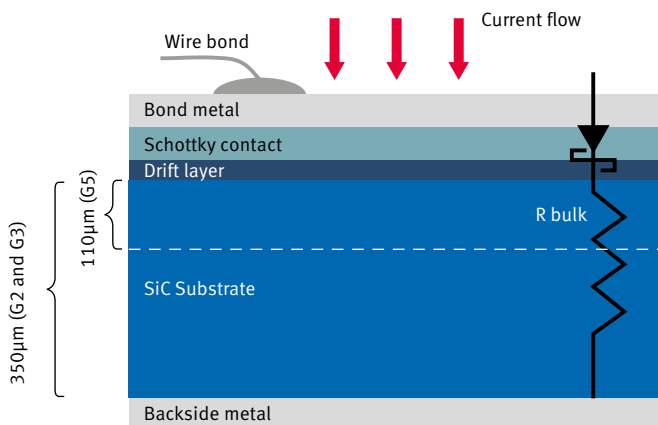 Current flow
Wire bond
Bond metal
Schottky contact
Drift layer
110µm (G5)
R bulk
350µm (G2 and G3)
SiC Substrate
Backside metal